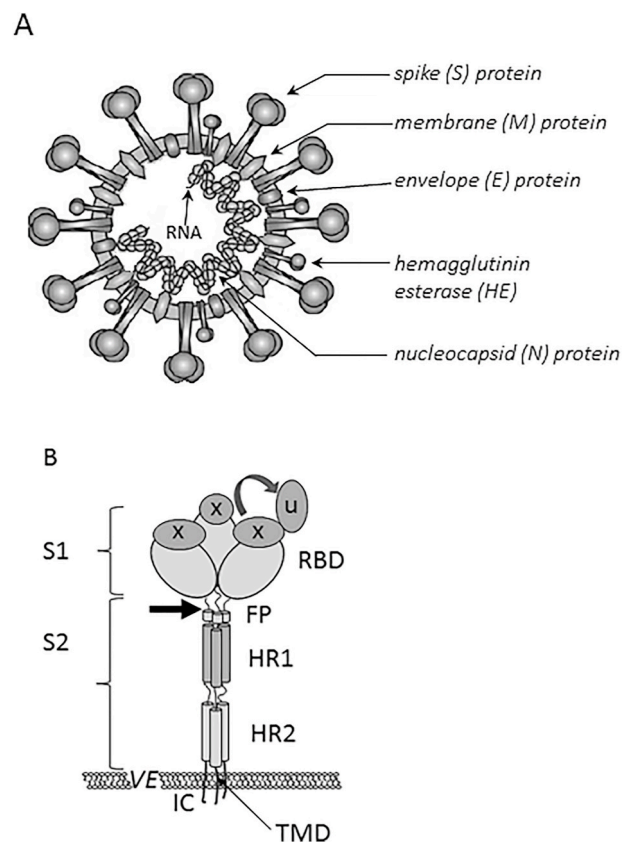 A
spike (S) protein
membrane (M) protein
envelope (E) protein
RNA
hemagglutinin
esterase (HE)
nucleocapsid (N) protein
B
x
u
x
x
S1
RBD
FP
S2
HR1
HR2
VE
IC
TMD